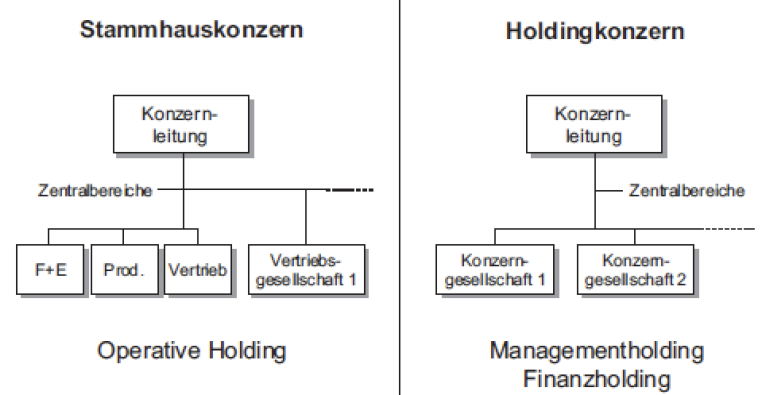 Stammhauskonzern
Konzern-
leitung
Zentralbereiche
F+E
Prod.
Vertrieb
Vertriebs-
gesellschaft 1
Operative Holding
Holdingkonzern
Konzern-
leitung
Zentralbereiche
Konzern-
gesellschaft 1
Konzern-
gesellschaft 2
Managementholding
Finanzholding